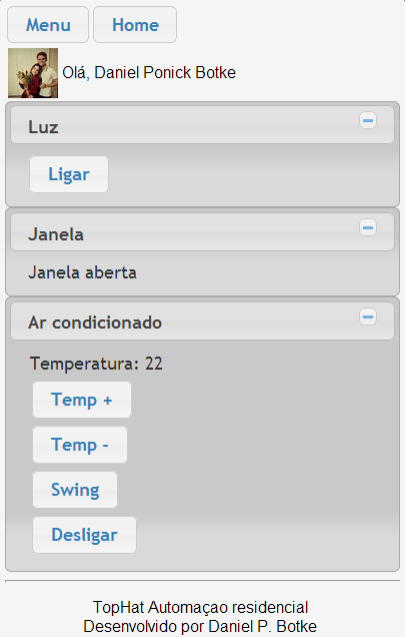 Menu Home
Olá, Daniel Ponick Botke
Luz
Ligar
Janela
Janela aberta
Ar condicionado
Temperatura: 22
Temp +
Temp -
Swing
Desligar
TopHat Automaçao residencial
Desenvolvido por Daniel P. Botke